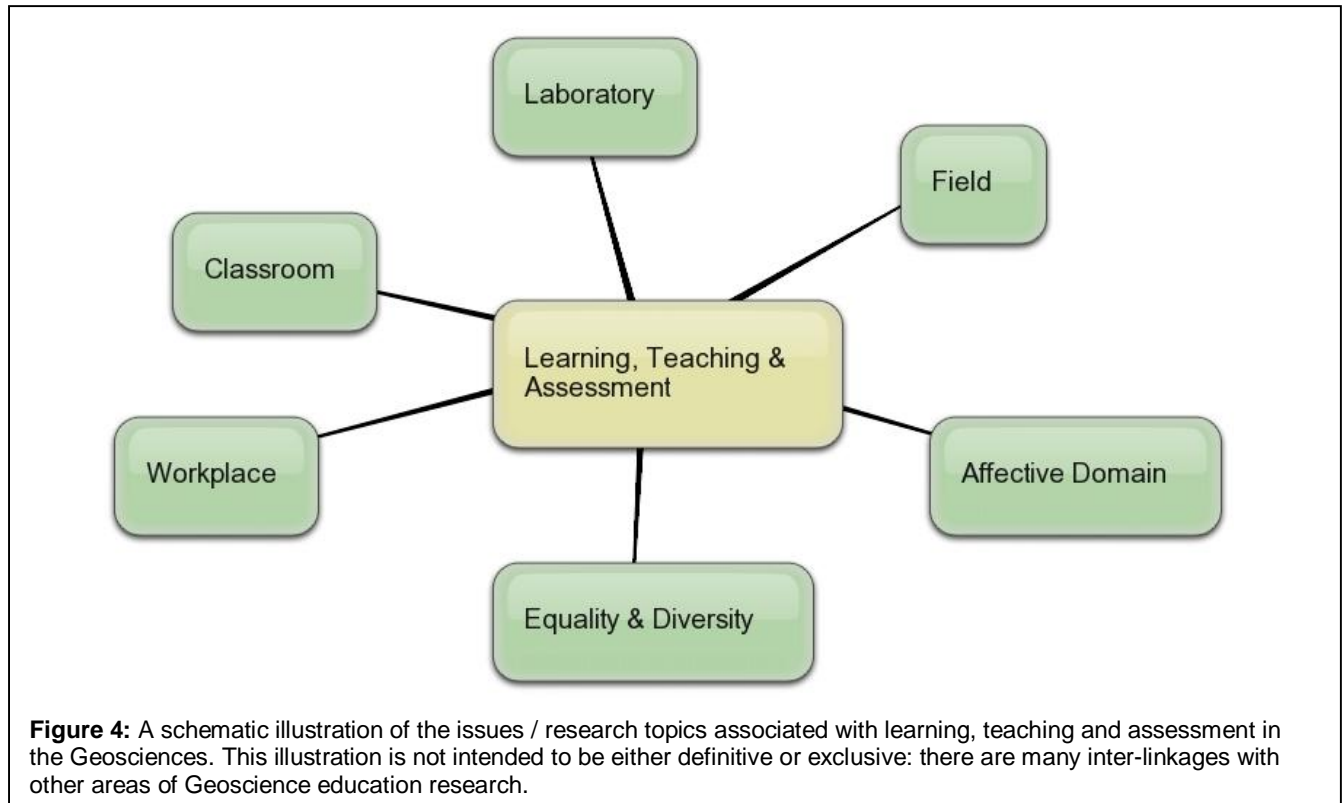 Laboratory
Field
Classroom
Learning, Teaching &
Assessment
Workplace
Affective Domain
Equality & Diversity
Figure 4: A schematic illustration of the issues / research topics associated with learning, teaching and assessment in
the Geosciences. This illustration is not intended to be either definitive or exclusive: there are many inter-linkages with
other areas of Geoscience education research.